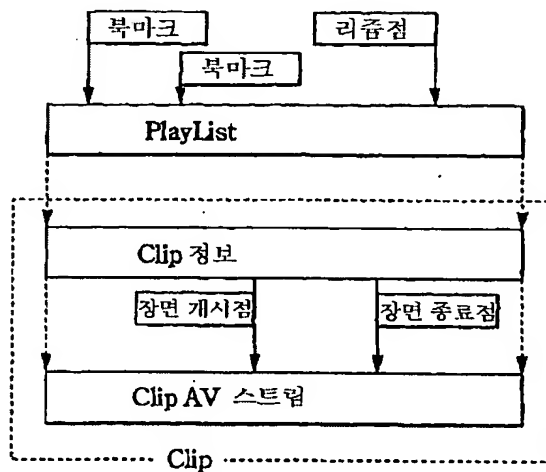 북마크
리쥼점
북마크
PlayList
Clip 정보
장면 개시점
장면 종료점
Clip AV 스트림
Clip